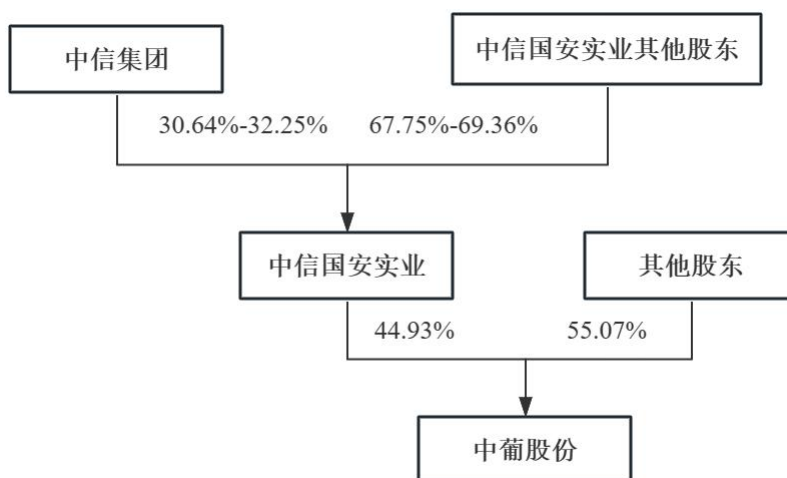 中信集团
中信国安实业其他股东
30.64%-32.25%
67.75%-69.36%
中信国安实业
其他股东
44.93%
55.07%
中葡股份